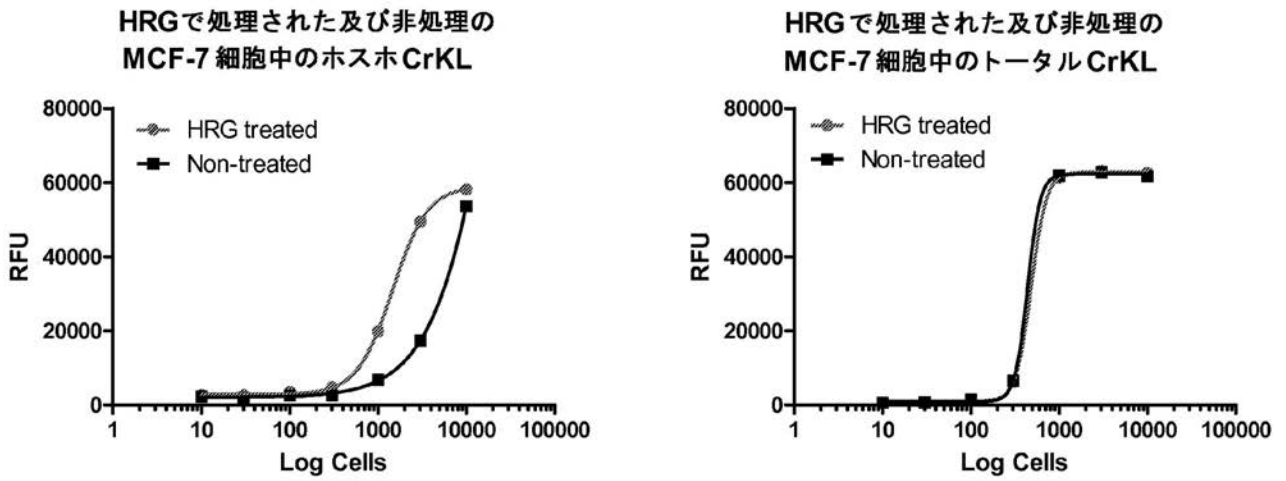 HRGで処理された及び非処理の
MCF-7 細胞中のホスホCrKL
80000
60000
40000
20000
0
RFU
HRG treated
Non-treated
1
10
100
1000
10000
100000
Log Cells
HRGで処理された及び非処理の
MCF-7 細胞中のトータルCrKL
80000
60000
40000
20000
0
RFU
HRG treated
Non-treated
1
10
100
1000
10000
100000
Log Cells